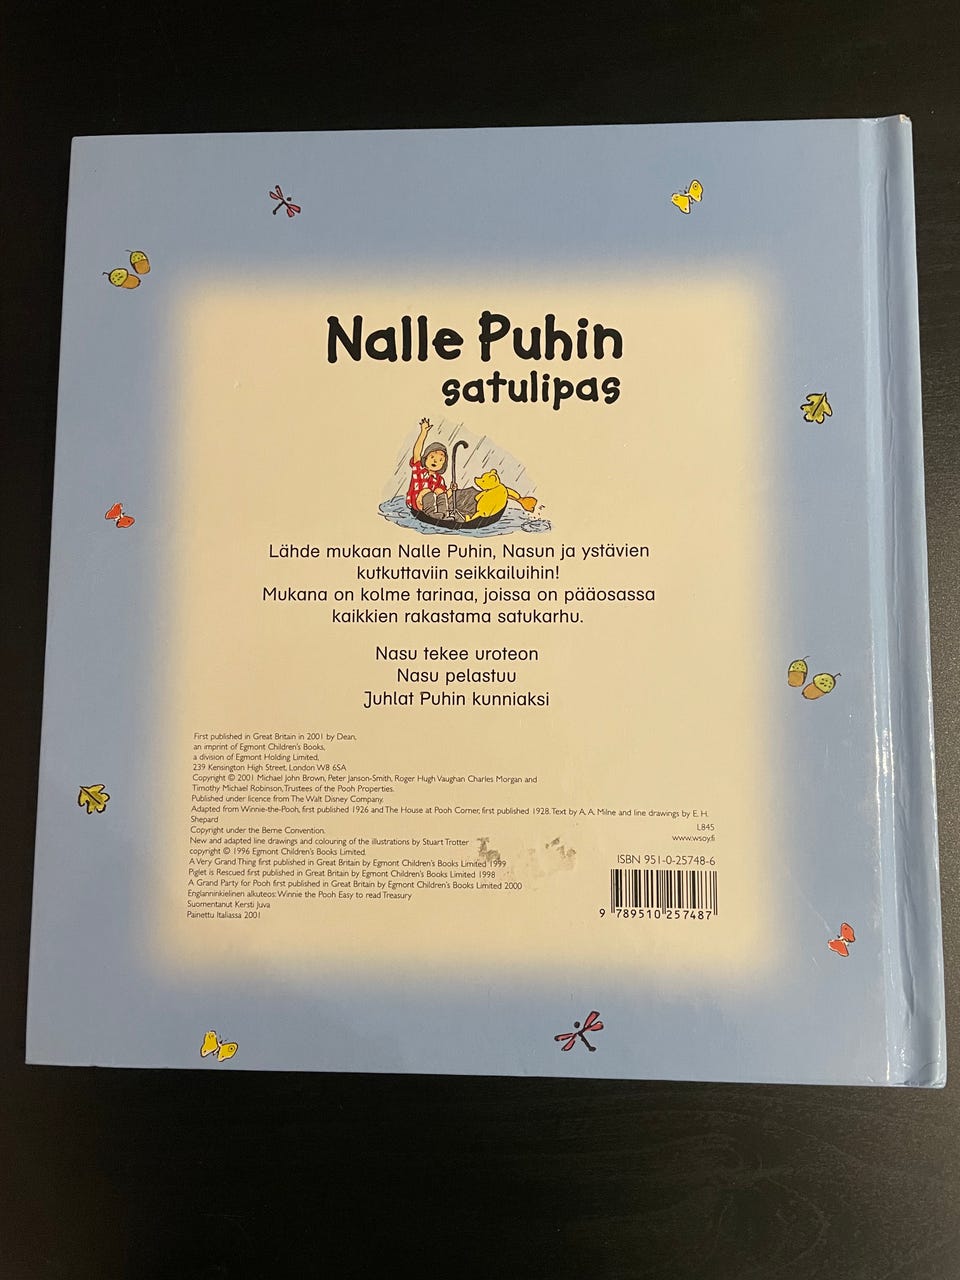 Nalle Puhin
satulipas
Lähde mukaan Nalle Puhin, Nasun ja ystävien
kutkuttaviin seikkailuihin!
Mukana on kolme tarinaa, joissa on pääosassa
kaikkien rakastama satukarhu.
Nasu tekee uroteon
Nasu pelastuu
Juhlat Puhin kunniaksi
First published in Great Britain in 2001 by Dean,
an imprint of Egmont Children's Books,
a division of Egmont Holding Limited,
239 Kensington High Street, London W8 6SA
Copyright © 2001 Michael John Brown, Peter Janson-Smith, Roger Hugh Vaughan Charles Morgan and
Timothy Michael Robinson, Trustees of the Pooh Properties.
Published under licence from The Walt Disney Company.
Adapted from Winnie-the-Pooh, first published 1926 and The House at Pooh Corner, first published 1928. Text by A. A. Milne and line drawings by E. H.
Shepard
Copyright under the Berne Convention.
New and adapted line drawings and colouring of the illustrations by Stuart Trotter
copyright © 1996 Egmont Children's Books Limited.
A Very Grand Thing first published in Great Britain by Egmont Children's Books Limited 1999
Piglet is Rescued first published in Great Britain by Egmont Children's Books Limited 1998
A Grand Party for Pooh first published in Great Britain by Egmont Children's Books Limited 2000
Englanninkielinen alkuteos: Winnie the Pooh Easy to read Treasury
Suomentanut Kersti Juva
Painettu Italiassa 2001
L845
www.wsoy.fi
ISBN 951-0-25748-6
9 789510 257487